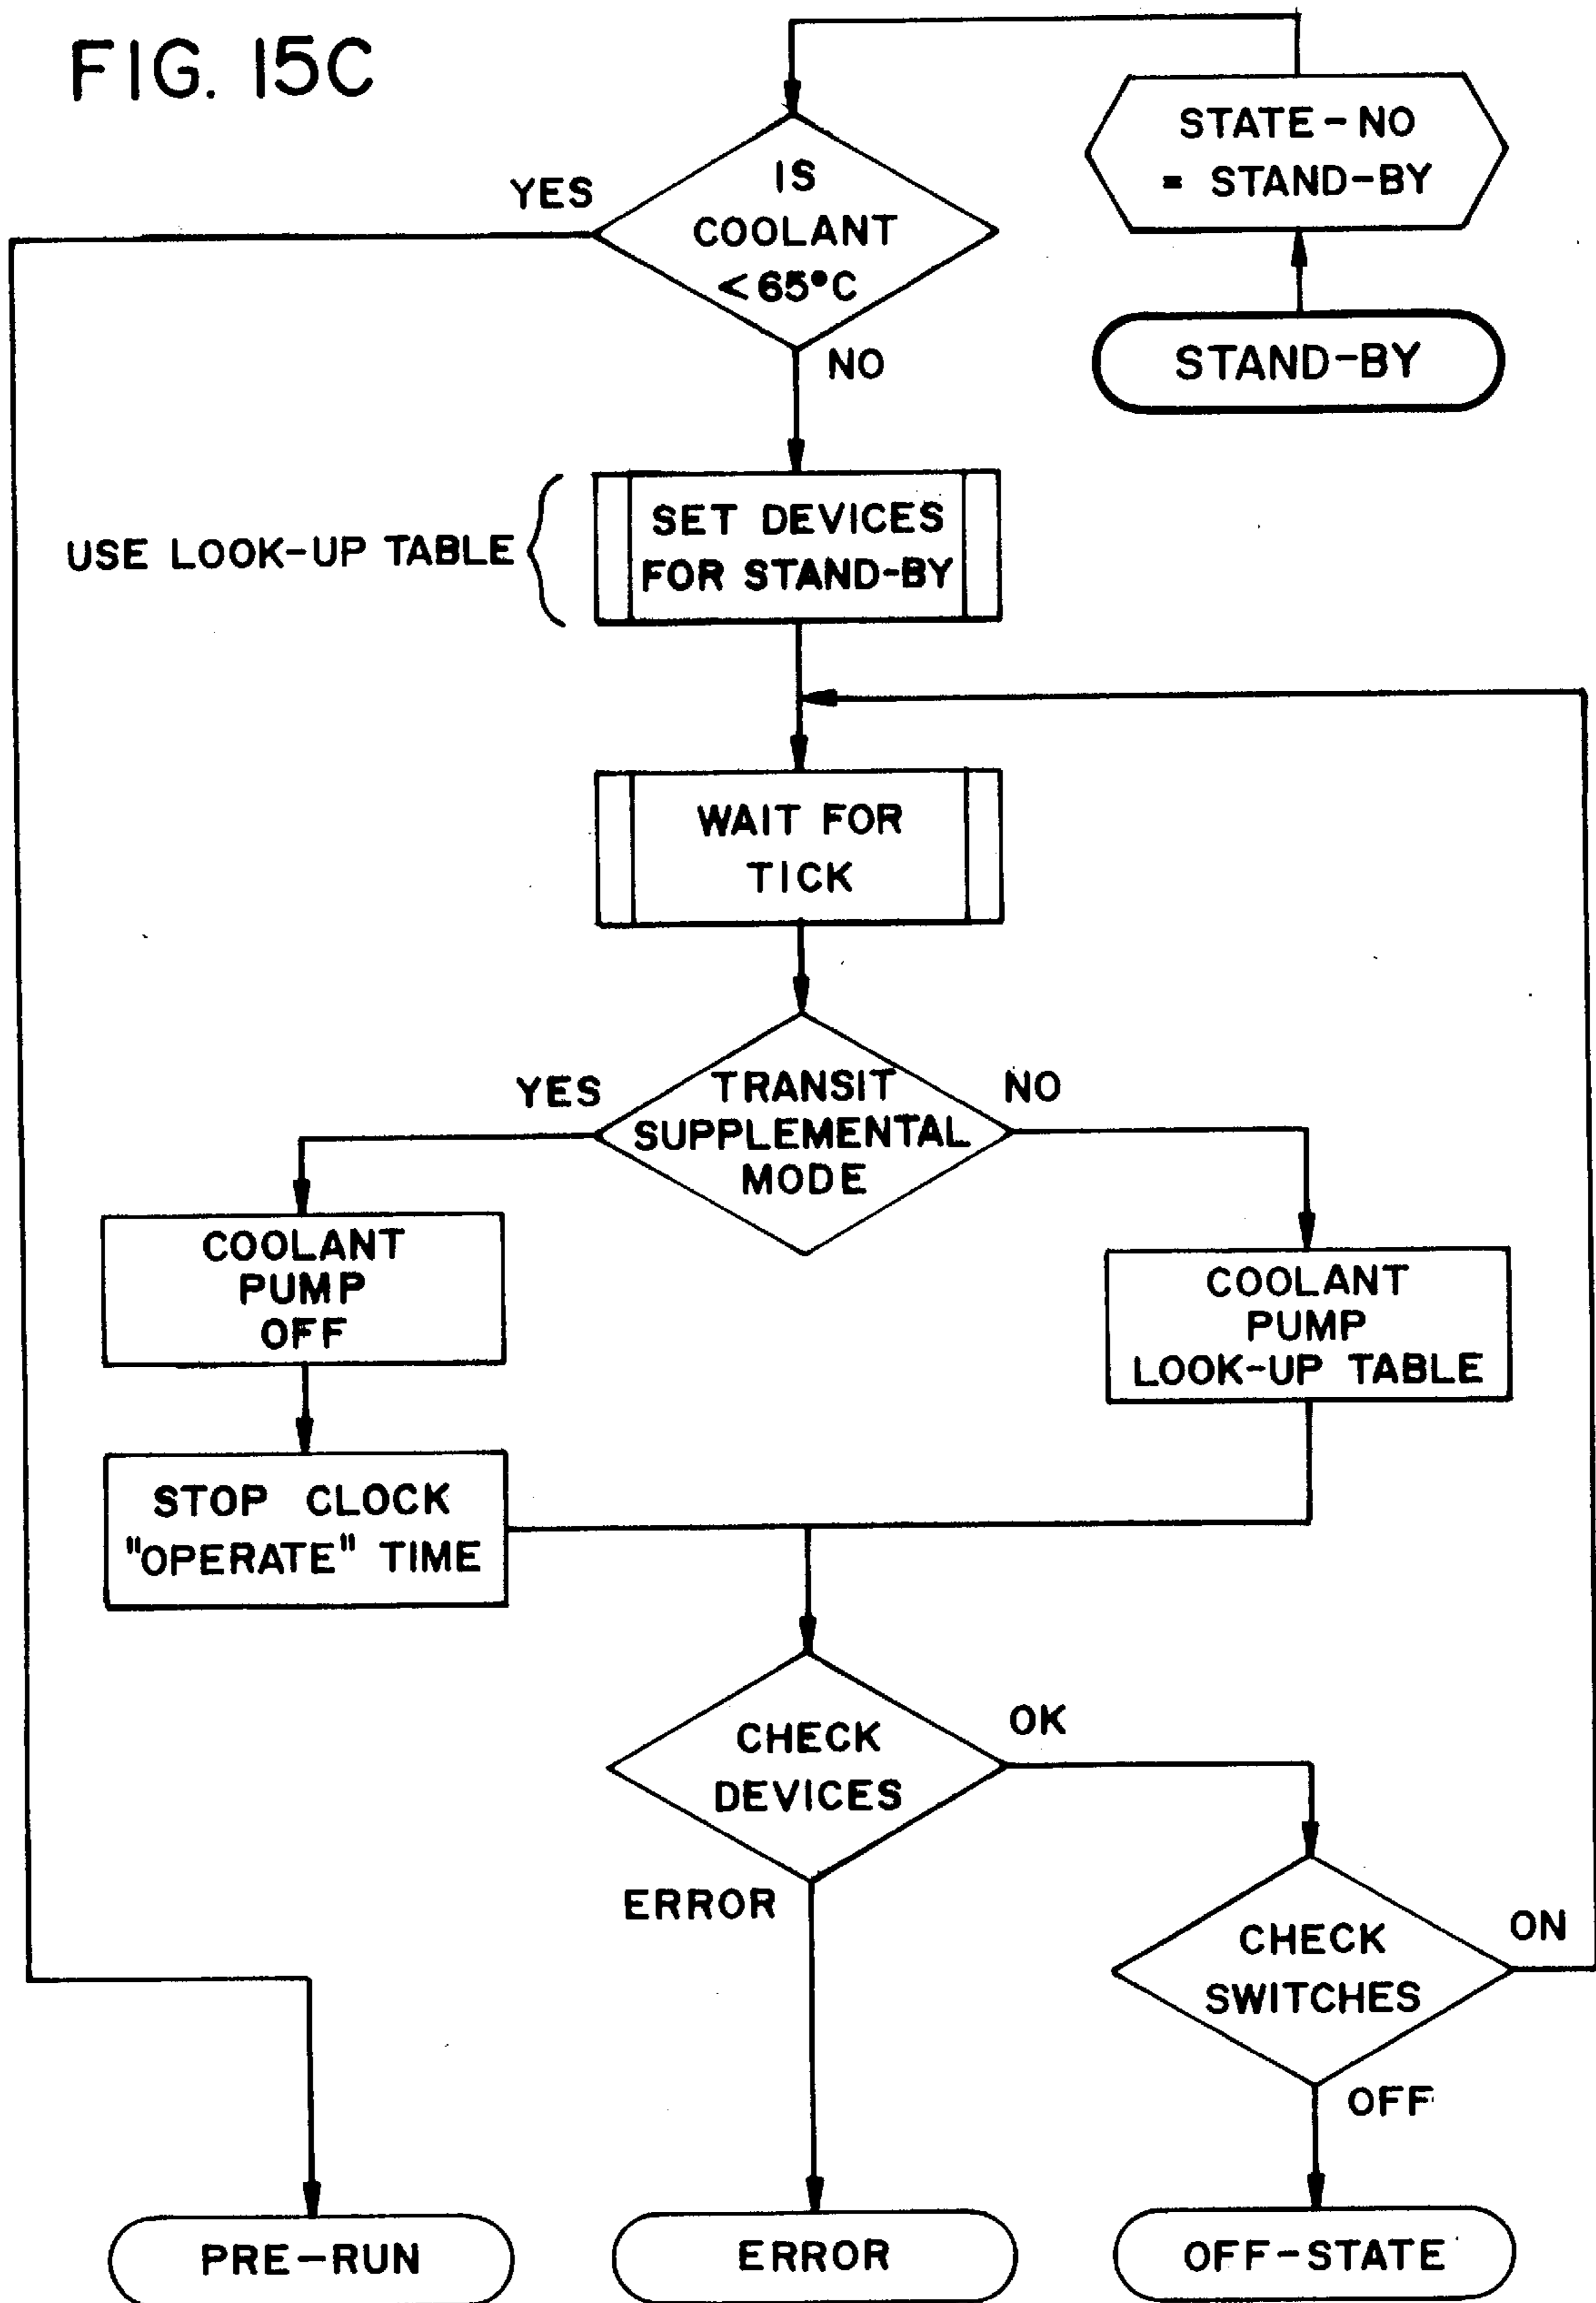 FIG. 15C
STATE-NO
= STAND-BY
STAND-BY
IS
COOLANT
<65°C
YES
NO
USE LOOK-UP TABLE
SET DEVICES
FOR STAND-BY
WAIT FOR
TICK
TRANSIT
SUPPLEMENTAL
MODE
YES
NO
COOLANT
PUMP
OFF
COOLANT
PUMP
LOOK-UP TABLE
STOP CLOCK
"OPERATE" TIME
CHECK
DEVICES
OK
ERROR
CHECK
SWITCHES
ON
OFF
PRE-RUN
ERROR
OFF-STATE